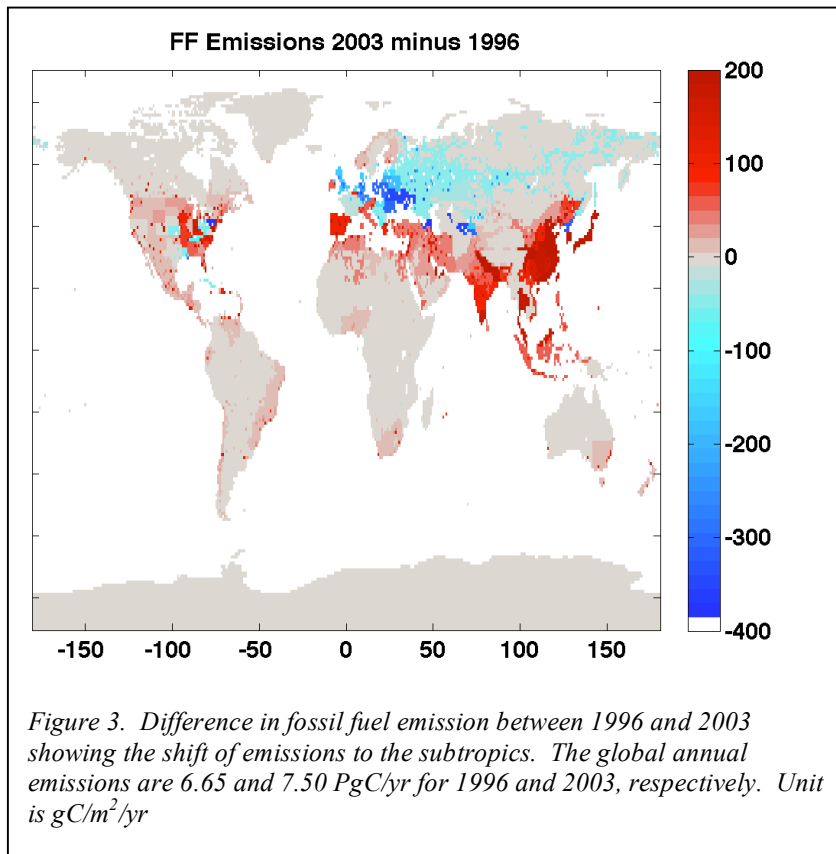 FF Emissions 2003 minus 1996
200
100
0
-100
-200
-300
-400
-150
-100
-50
0
50
100
150
Figure 3. Difference in fossil fuel emission between 1996 and 2003
showing the shift of emissions to the subtropics. The global annual
emissions are 6.65 and 7.50 PgC/yr for 1996 and 2003, respectively. Unit
is gC/m²/yr